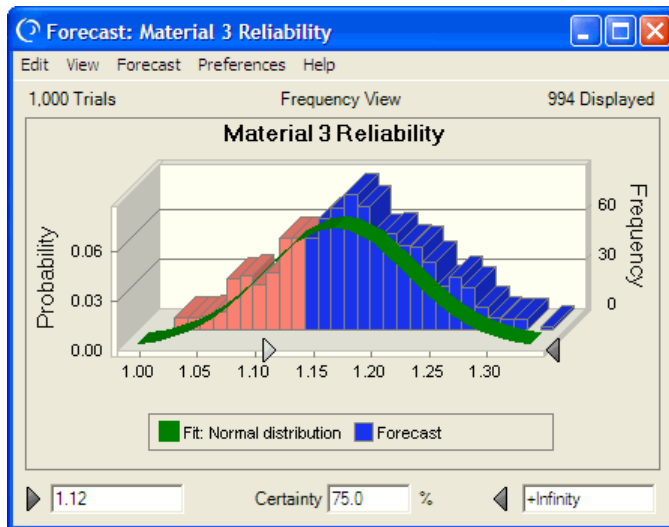 Forecast: Material 3 Reliability
Edit View Forecast Preferences Help
1,000 Trials Frequency View 994 Displayed
Material 3 Reliability
Probability
0.06
0.03
0.00
60
30
0
Frequency
1.00 1.05 1.10 1.15 1.20 1.25 1.30
Fit: Normal distribution Forecast
1.12 Certainty 75.0 % +Infinity